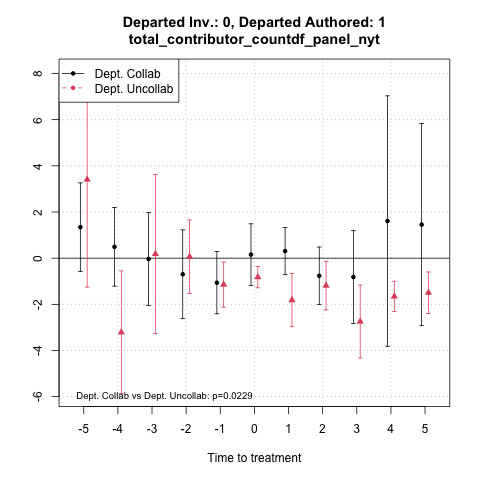 Departed Inv.: 0, Departed Authored: 1
total_contributor_countdf_panel_nyt
Dept. Collab
Dept. Uncollab
8
6
4
2
0
-2
-4
-6
Dept. Collab vs Dept. Uncollab: p=0.0229
-5 -4 -3 -2 -1 0 1 2 3 4 5
Time to treatment